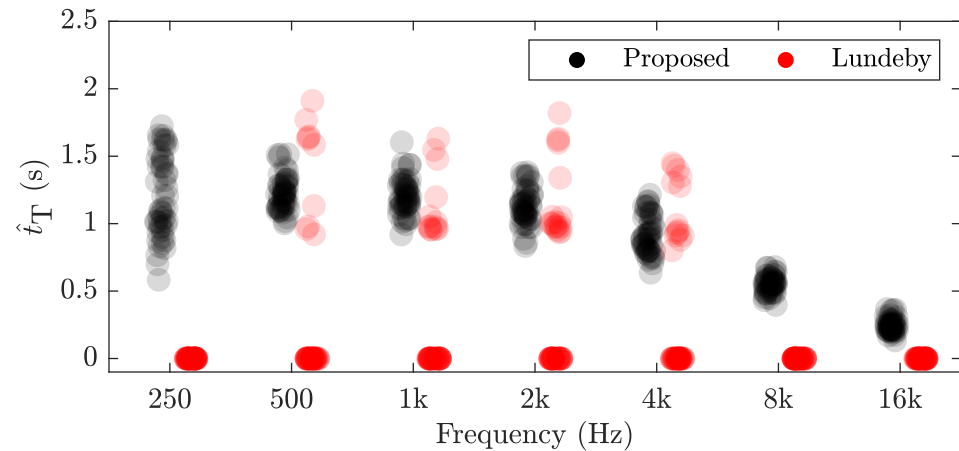 2.5
Proposed
Lundeby
2
1.5
1
0.5
0
t̂T (s)
250
500
1k
2k
4k
8k
16k
Frequency (Hz)